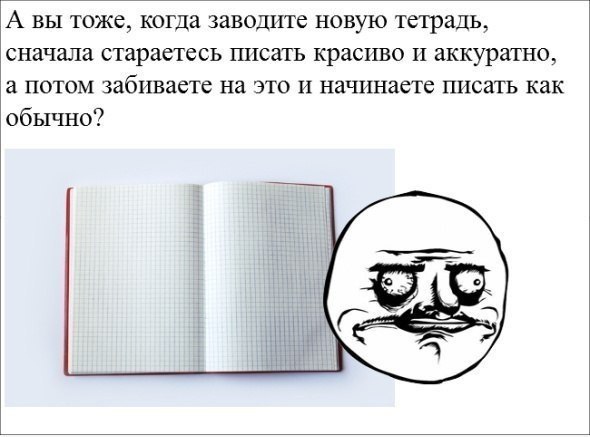 А вы тоже, когда заводите новую тетрадь,
сначала стараетесь писать красиво и аккуратно,
а потом забиваете на это и начинаете писать как
обычно?